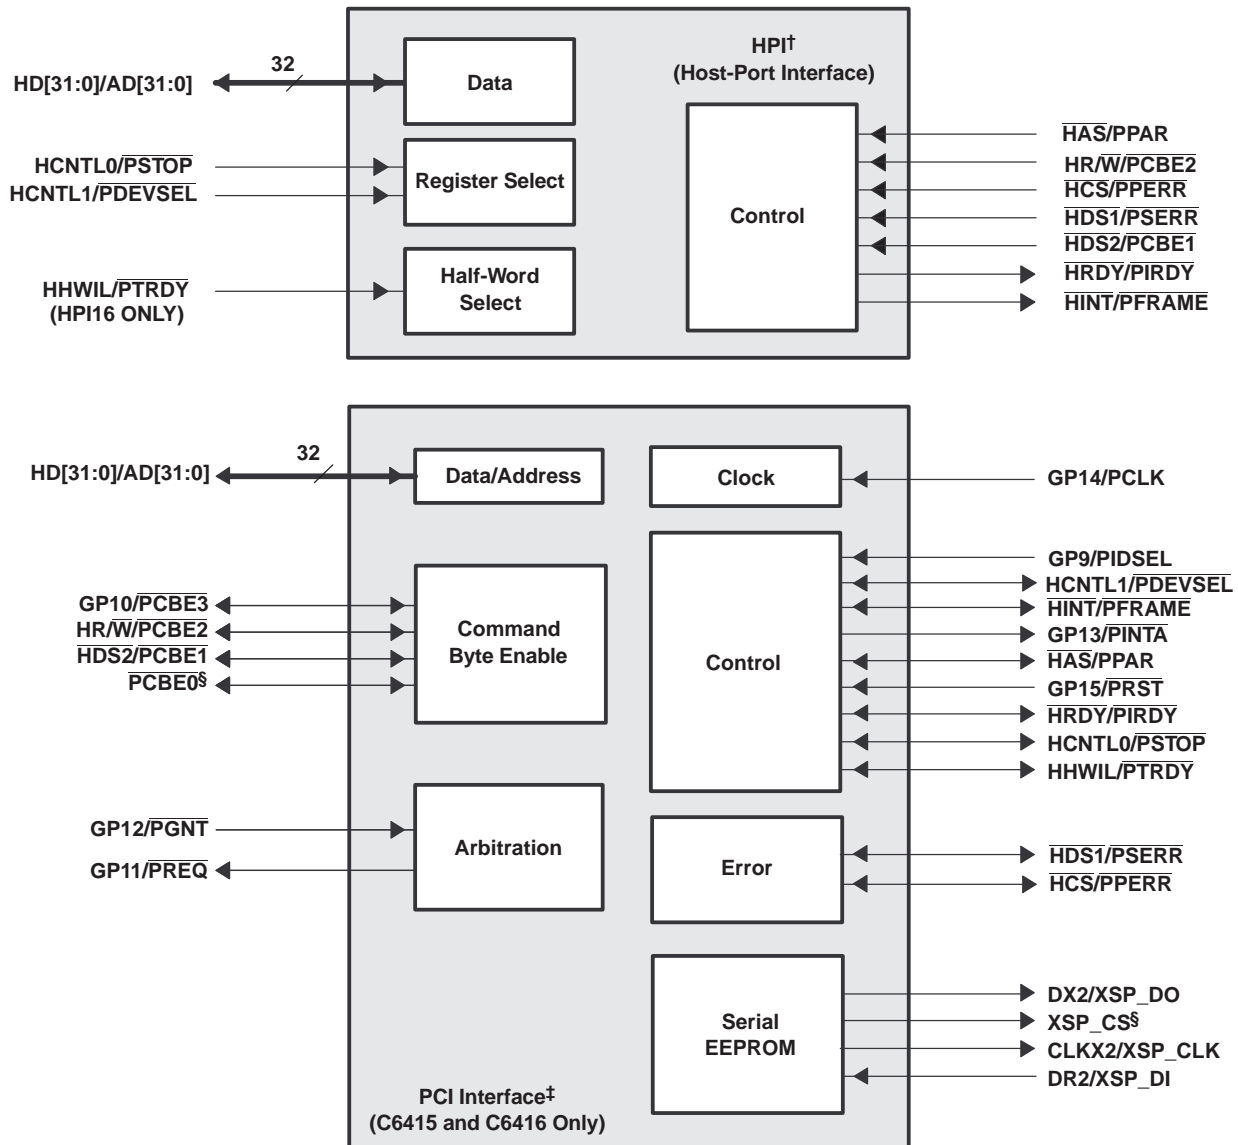 HPI†
(Host-Port Interface)
32
HD[31:0]/AD[31:0]
Data
HCNTL0/PSTOP
HCNTL1/PDEVSEL
Register Select
HHWIL/PTRDY
(HPI16 ONLY)
Half-Word
Select
Control
HAS/PPAR
HR/W/PCBE2
HCS/PPERR
HDS1/PSERR
HDS2/PCBE1
HRDY/PIRDY
HINT/PFRAME
32
HD[31:0]/AD[31:0]
Data/Address
Clock
GP14/PCLK
GP10/PCBE3
HR/W/PCBE2
HDS2/PCBE1
PCBE0§
Command
Byte Enable
Control
GP9/PIDSEL
HCNTL1/PDEVSEL
HINT/PFRAME
GP13/PINTA
HAS/PPAR
GP15/PRST
HRDY/PIRDY
HCNTL0/PSTOP
HHWIL/PTRDY
GP12/PGNT
GP11/PREQ
Arbitration
Error
HDS1/PSERR
HCS/PPERR
Serial
EEPROM
DX2/XSP_DO
XSP_CS§
CLKX2/XSP_CLK
DR2/XSP_DI
PCI Interface‡
(C6415 and C6416 Only)